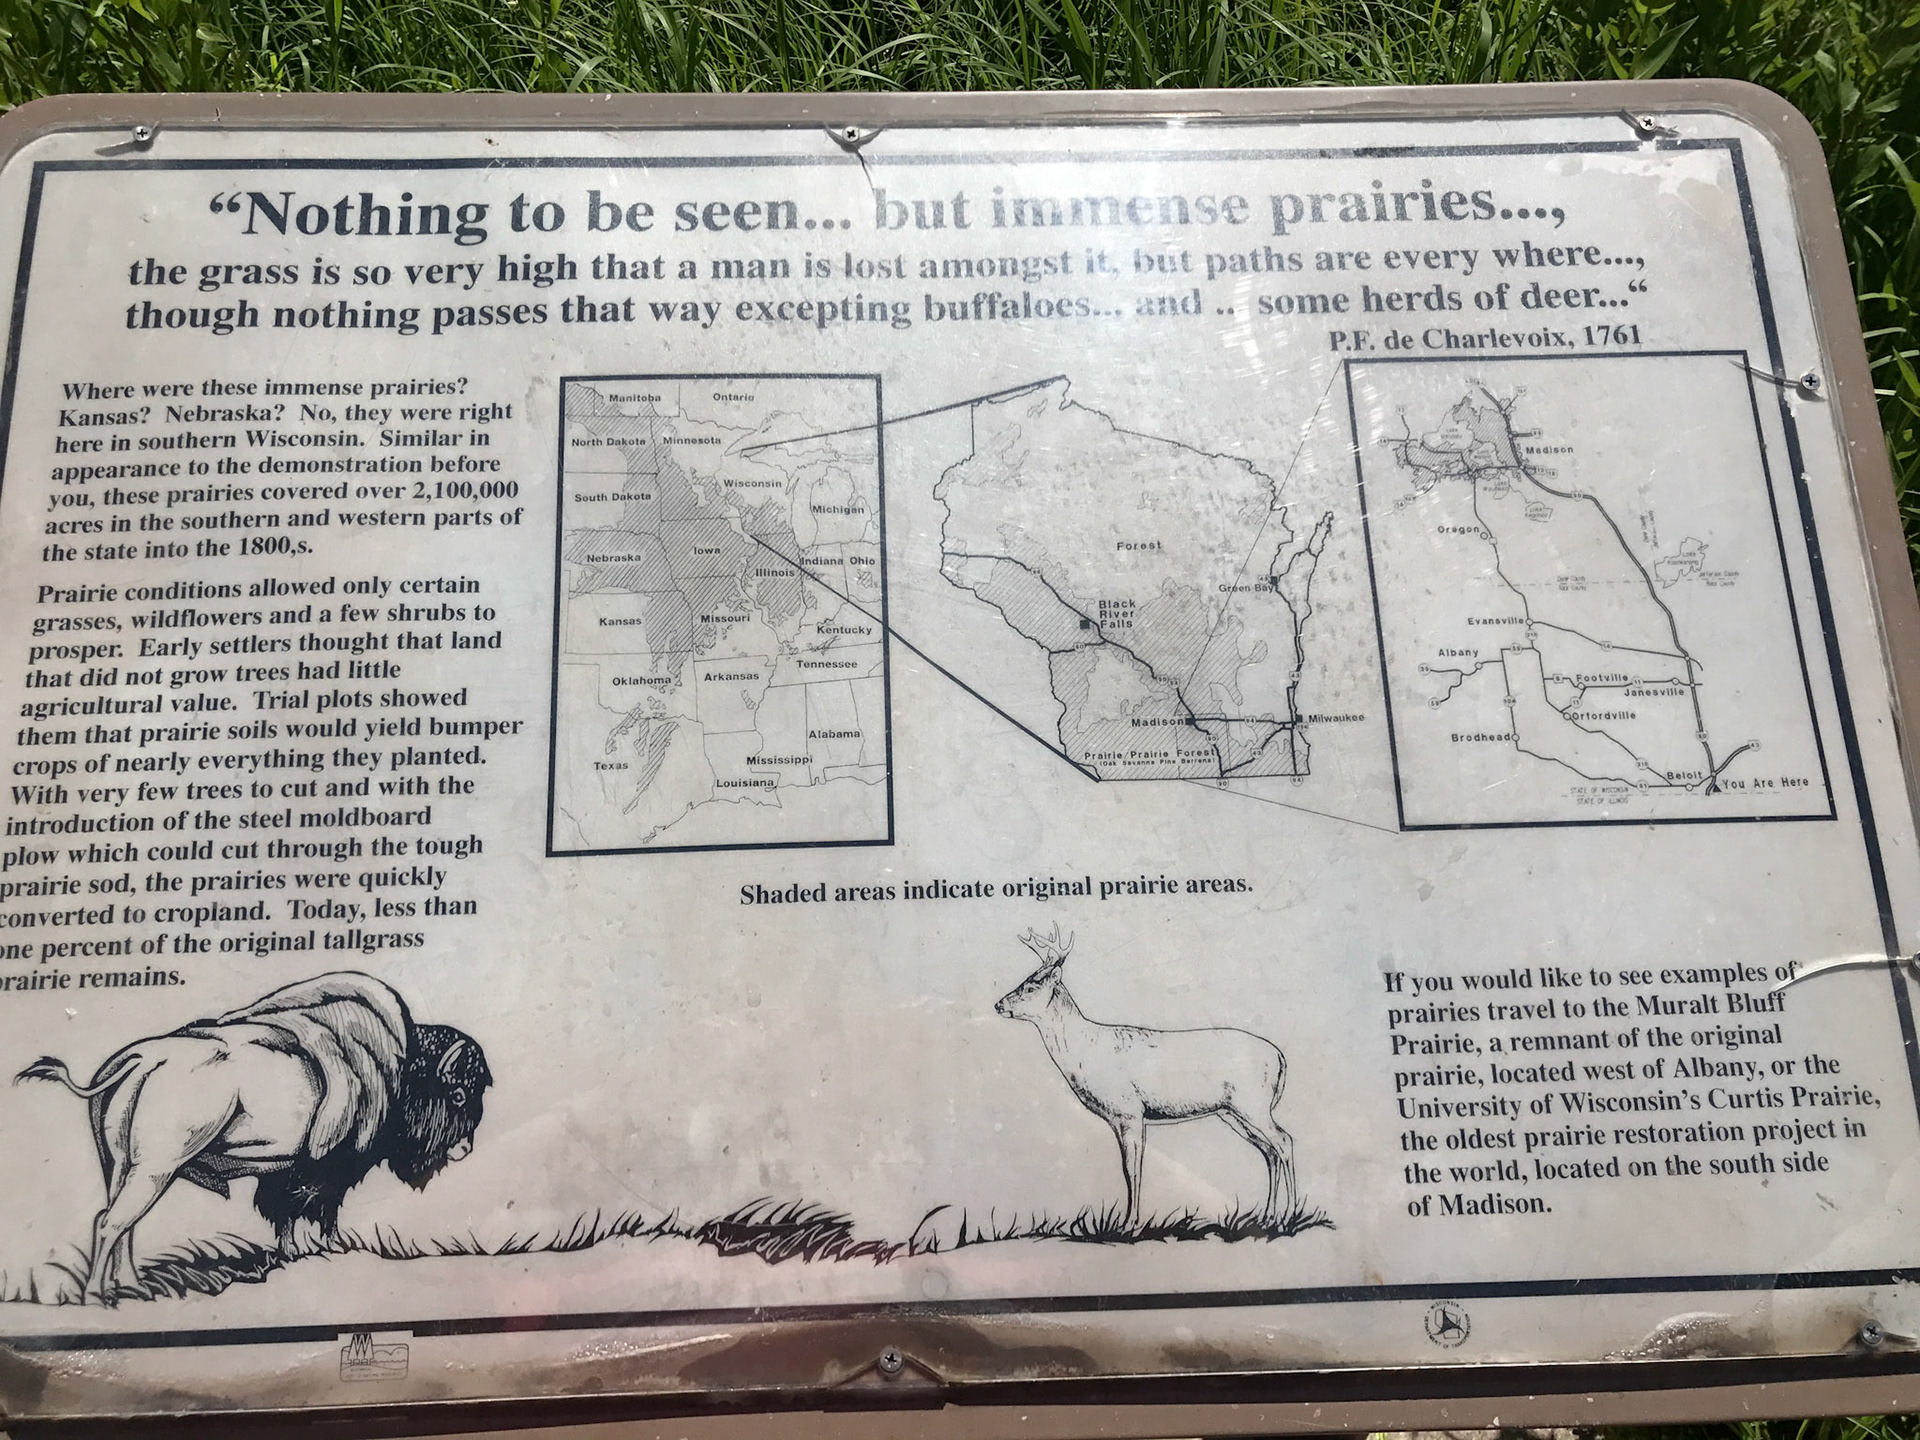 “Nothing to be seen... but immense prairies...,
the grass is so very high that a man is lost amongst it, but paths are every where...,
though nothing passes that way excepting buffaloes... and .. some herds of deer...“
P.F. de Charlevoix, 1761
Where were these immense prairies?
Kansas? Nebraska? No, they were right
here in southern Wisconsin. Similar in
appearance to the demonstration before
you, these prairies covered over 2,100,000
acres in the southern and western parts of
the state into the 1800,s.
Prairie conditions allowed only certain
grasses, wildflowers and a few shrubs to
prosper. Early settlers thought that land
that did not grow trees had little
agricultural value. Trial plots showed
them that prairie soils would yield bumper
crops of nearly everything they planted.
With very few trees to cut and with the
introduction of the steel moldboard
plow which could cut through the tough
prairie sod, the prairies were quickly
converted to cropland. Today, less than
one percent of the original tallgrass
prairie remains.
Manitoba
Ontario
North Dakota
Minnesota
South Dakota
Wisconsin
Michigan
Nebraska
Iowa
Illinois
Indiana
Ohio
Kansas
Missouri
Kentucky
Tennessee
Oklahoma
Arkansas
Alabama
Texas
Mississippi
Louisiana
Forest
Green Bay
Black
River
Falls
Madison
Milwaukee
Prairie/Prairie Forest
(Oak Savanna Pine Barrens)
Madison
Oregon
Evansville
Albany
Footville
Janesville
Orfordville
Brodhead
Beloit
You Are Here
STATE OF WISCONSIN
STATE OF ILLINOIS
Shaded areas indicate original prairie areas.
If you would like to see examples of
prairies travel to the Muralt Bluff
Prairie, a remnant of the original
prairie, located west of Albany, or the
University of Wisconsin's Curtis Prairie,
the oldest prairie restoration project in
the world, located on the south side
of Madison.